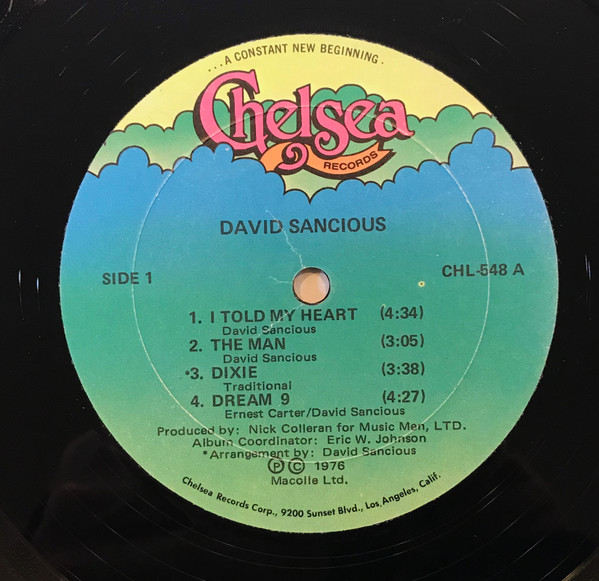 ...A CONSTANT NEW BEGINNING.
Chelsea
RECORDS
DAVID SANCIOUS
SIDE 1
CHL-548 A
1. I TOLD MY HEART (4:34)
David Sancious
2. THE MAN (3:05)
David Sancious
*3. DIXIE (3:38)
Traditional
4. DREAM 9 (4:27)
Ernest Carter/David Sancious
Produced by: Nick Colleran for Music Men, LTD.
Album Coordinator: Eric W. Johnson
*Arrangement by: David Sancious
℗ © 1976
Macolie Ltd.
Chelsea Records Corp., 9200 Sunset Blvd., Los Angeles, Calif.